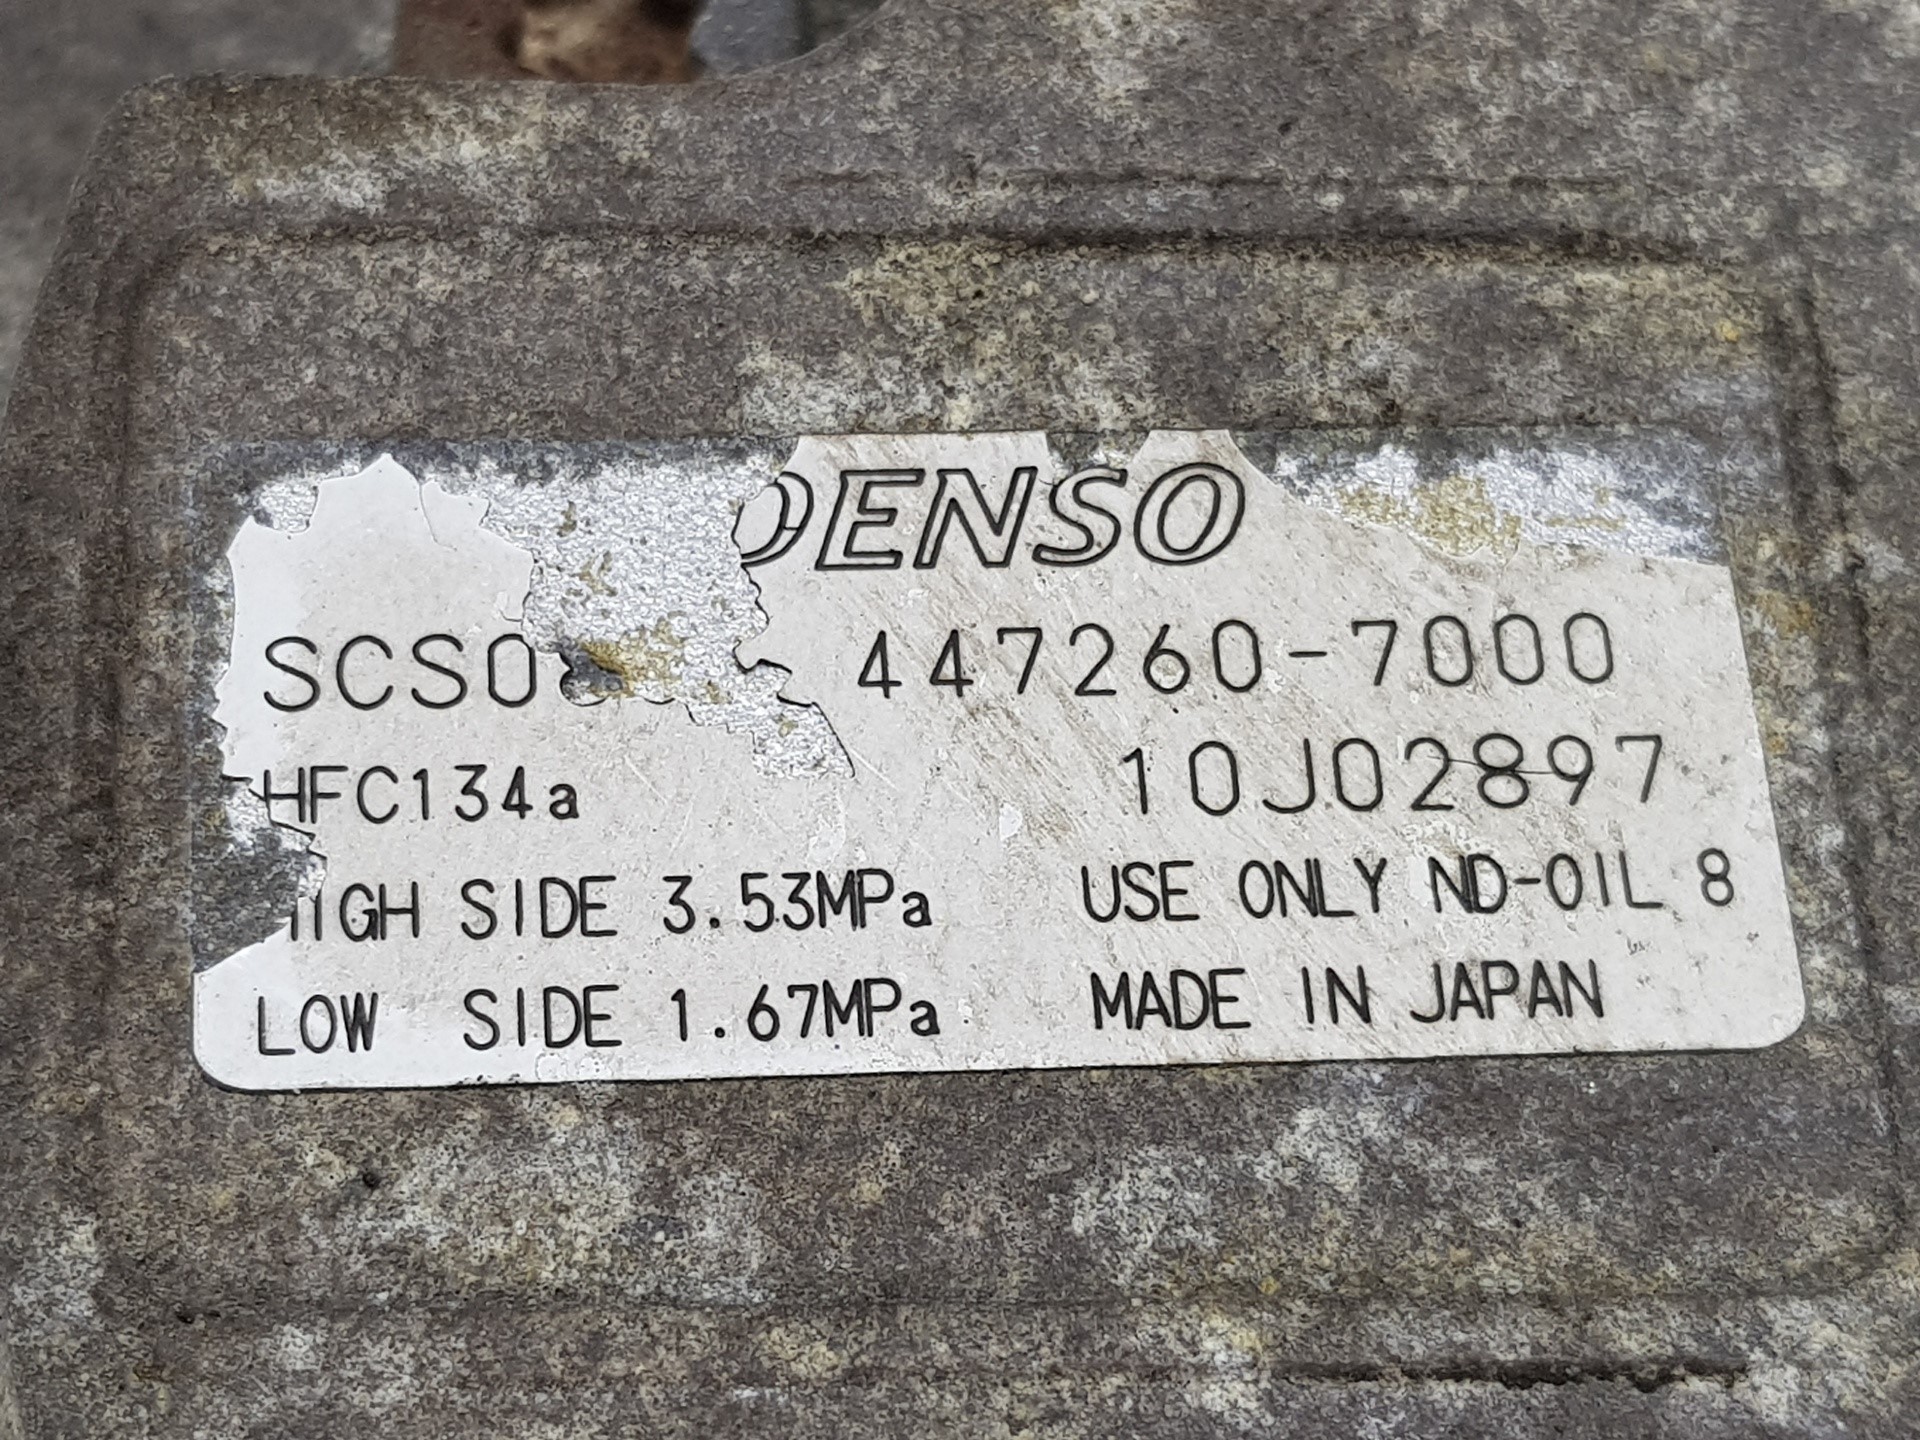 DENSO
SCS0 447260-7000
HFC134a 10J02897
HIGH SIDE 3.53MPa USE ONLY ND-OIL 8
LOW SIDE 1.67MPa MADE IN JAPAN